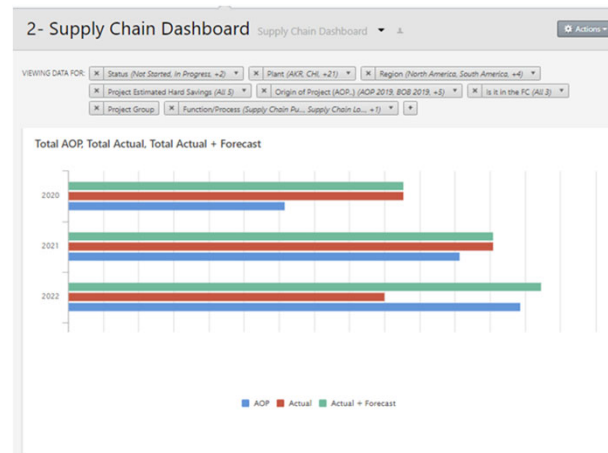 2- Supply Chain Dashboard Supply Chain Dashboard Actions
VIEWING DATA FOR: Status (Not Started, In Progress, +2) Plant (AKR, CHI, +21) Region (North America, South America, +4)
Project Estimated Hard Savings (All 5) Origin of Project (AOP..) (AOP 2019, BOB 2019, +5) Is it in the FC (All 3)
Project Group Function/Process (Supply Chain Pu..., Supply Chain Lo..., +1) +
Total AOP, Total Actual, Total Actual + Forecast
2020
2021
2022
AOP Actual Actual + Forecast